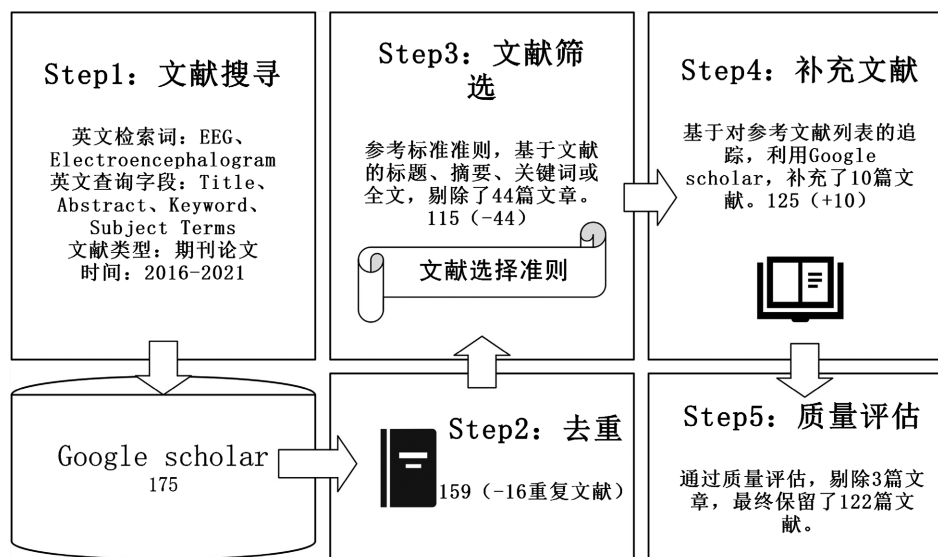 Step1：文献搜寻
英文检索词：EEG、
Electroencephalogram
英文查询字段：Title、
Abstract、Keyword、
Subject Terms
文献类型：期刊论文
时间：2016-2021
Google scholar
175
Step2：去重
159（-16重复文献）
Step3：文献筛
选
参考标准准则，基于文献
的标题、摘要、关键词或
全文，剔除了44篇文章。
115（-44）
文献选择准则
Step4：补充文献
基于对参考文献列表的追
踪，利用Google
scholar，补充了10篇文
献。125（+10）
Step5：质量评估
通过质量评估，剔除3篇文
章，最终保留了122篇文
献。